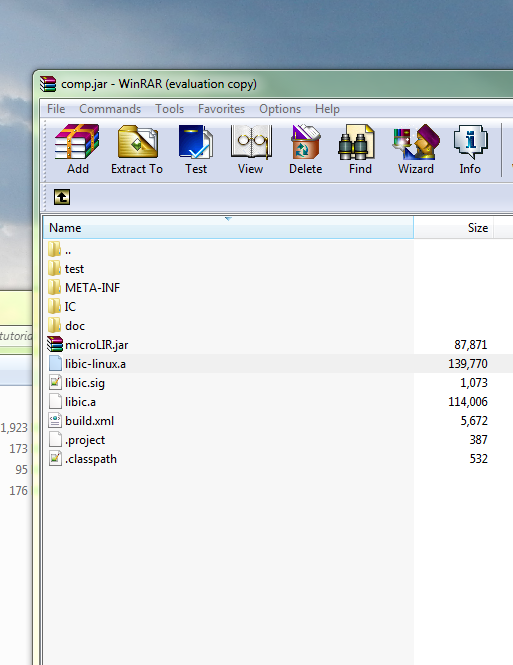 comp.jar - WinRAR (evaluation copy)
File Commands Tools Favorites Options Help
Add Extract To Test View Delete Find Wizard Info
Name Size
..
test
META-INF
IC
doc
microLIR.jar 87,871
libic-linux.a 139,770
libic.sig 1,073
libic.a 114,006
build.xml 5,672
.project 387
.classpath 532
tutoria
1,923
173
95
176